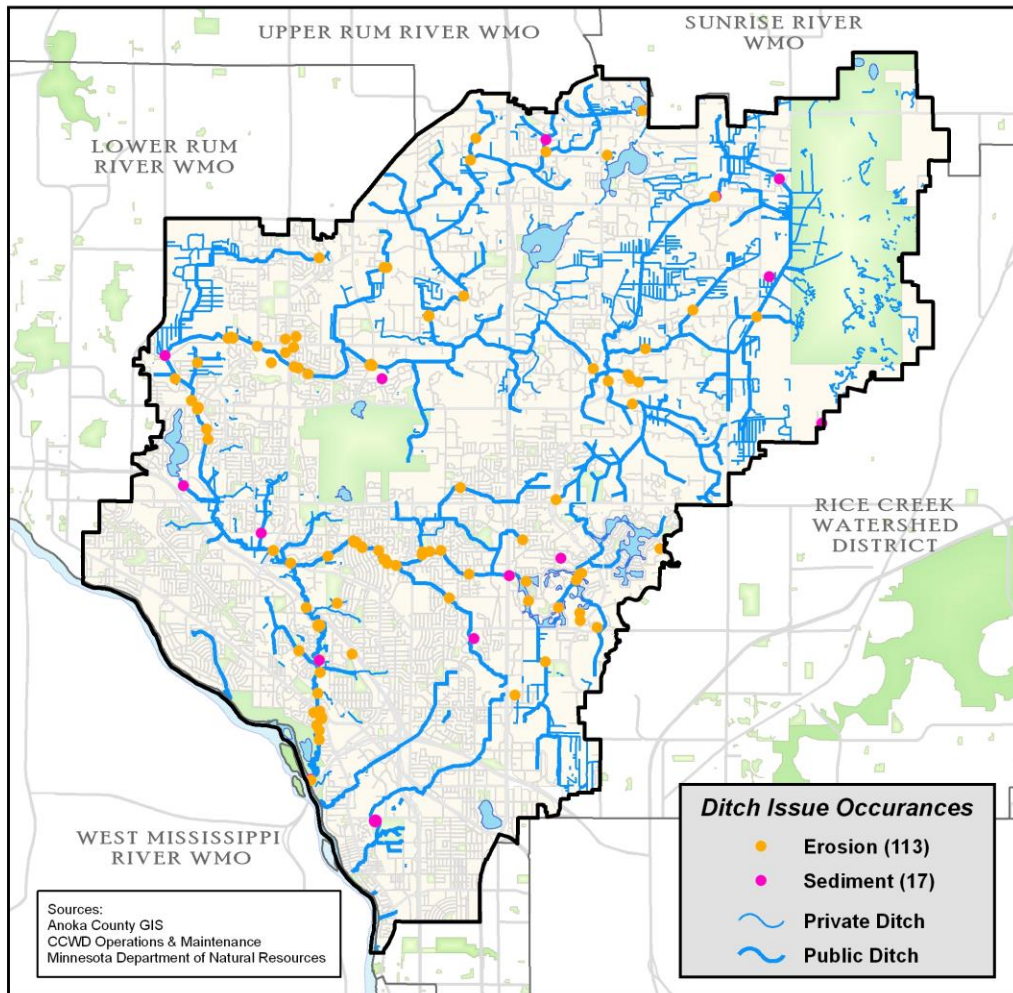 UPPER RUM RIVER WMO
SUNRISE RIVER
WMO
LOWER RUM
RIVER WMO
RICE CREEK
WATERSHED
DISTRICT
WEST MISSISSIPPI
RIVER WMO
Ditch Issue Occurances
Erosion (113)
Sediment (17)
Private Ditch
Public Ditch
Sources:
Anoka County GIS
CCWD Operations & Maintenance
Minnesota Department of Natural Resources